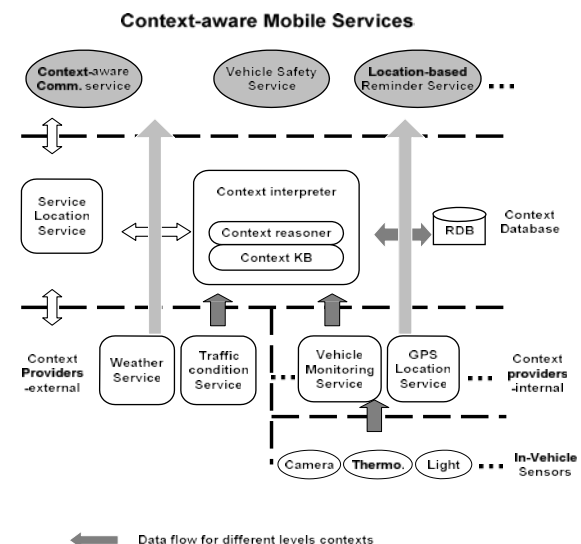 Context-aware Mobile Services
Context-aware
Comm. service
Vehicle Safety
Service
Location-based
Reminder Service
Service
Location
Service
Context interpreter
Context reasoner
Context KB
RDB
Context
Database
Context
Providers
-external
Weather
Service
Traffic
condition
Service
Vehicle
Monitoring
Service
GPS
Location
Service
Context
providers
-internal
Camera
Thermo.
Light
In-Vehicle
Sensors
Data flow for different levels contexts